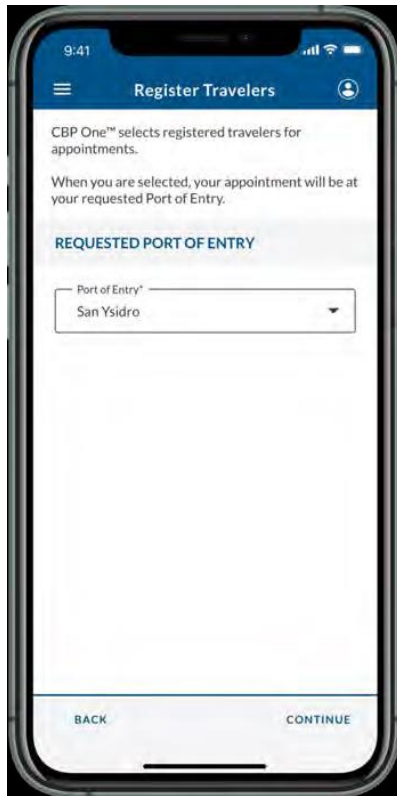 9:41
Register Travelers
CBP One™ selects registered travelers for
appointments.
When you are selected, your appointment will be at
your requested Port of Entry.
REQUESTED PORT OF ENTRY
Port of Entry*
San Ysidro
BACK
CONTINUE